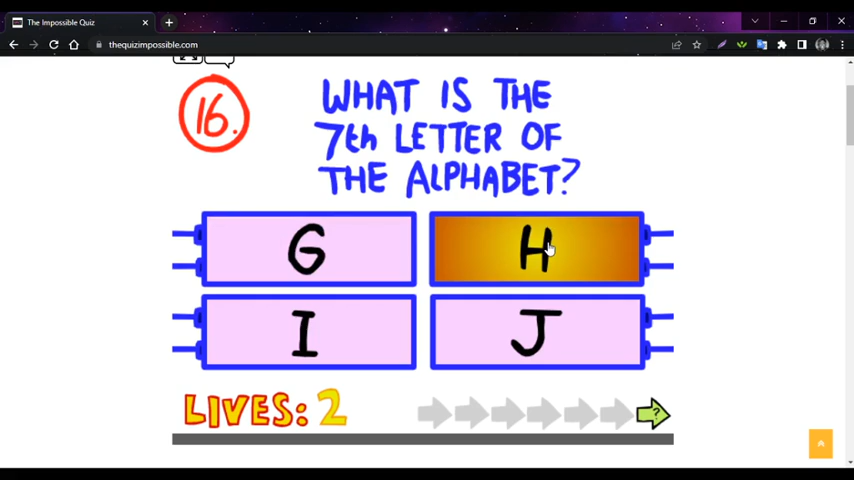 The Impossible Quiz
thequizimpossible.com
16.
WHAT IS THE
7th LETTER OF
THE ALPHABET?
G
H
I
J
LIVES: 2
?